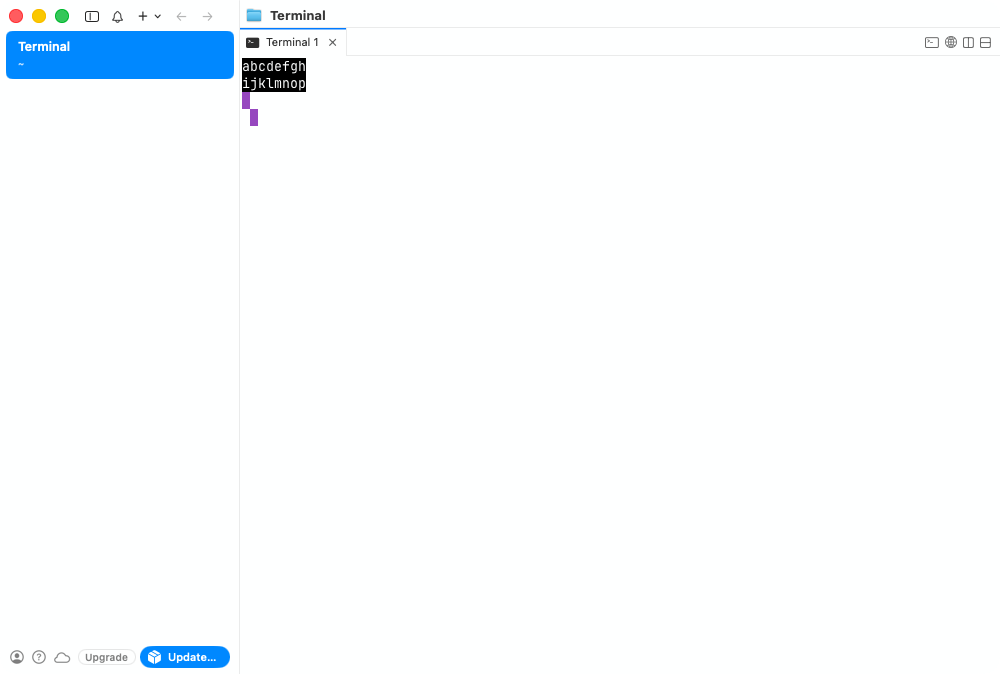 Terminal
Terminal
~
Terminal 1
abcdefgh
ijklmnop
Upgrade
Update...